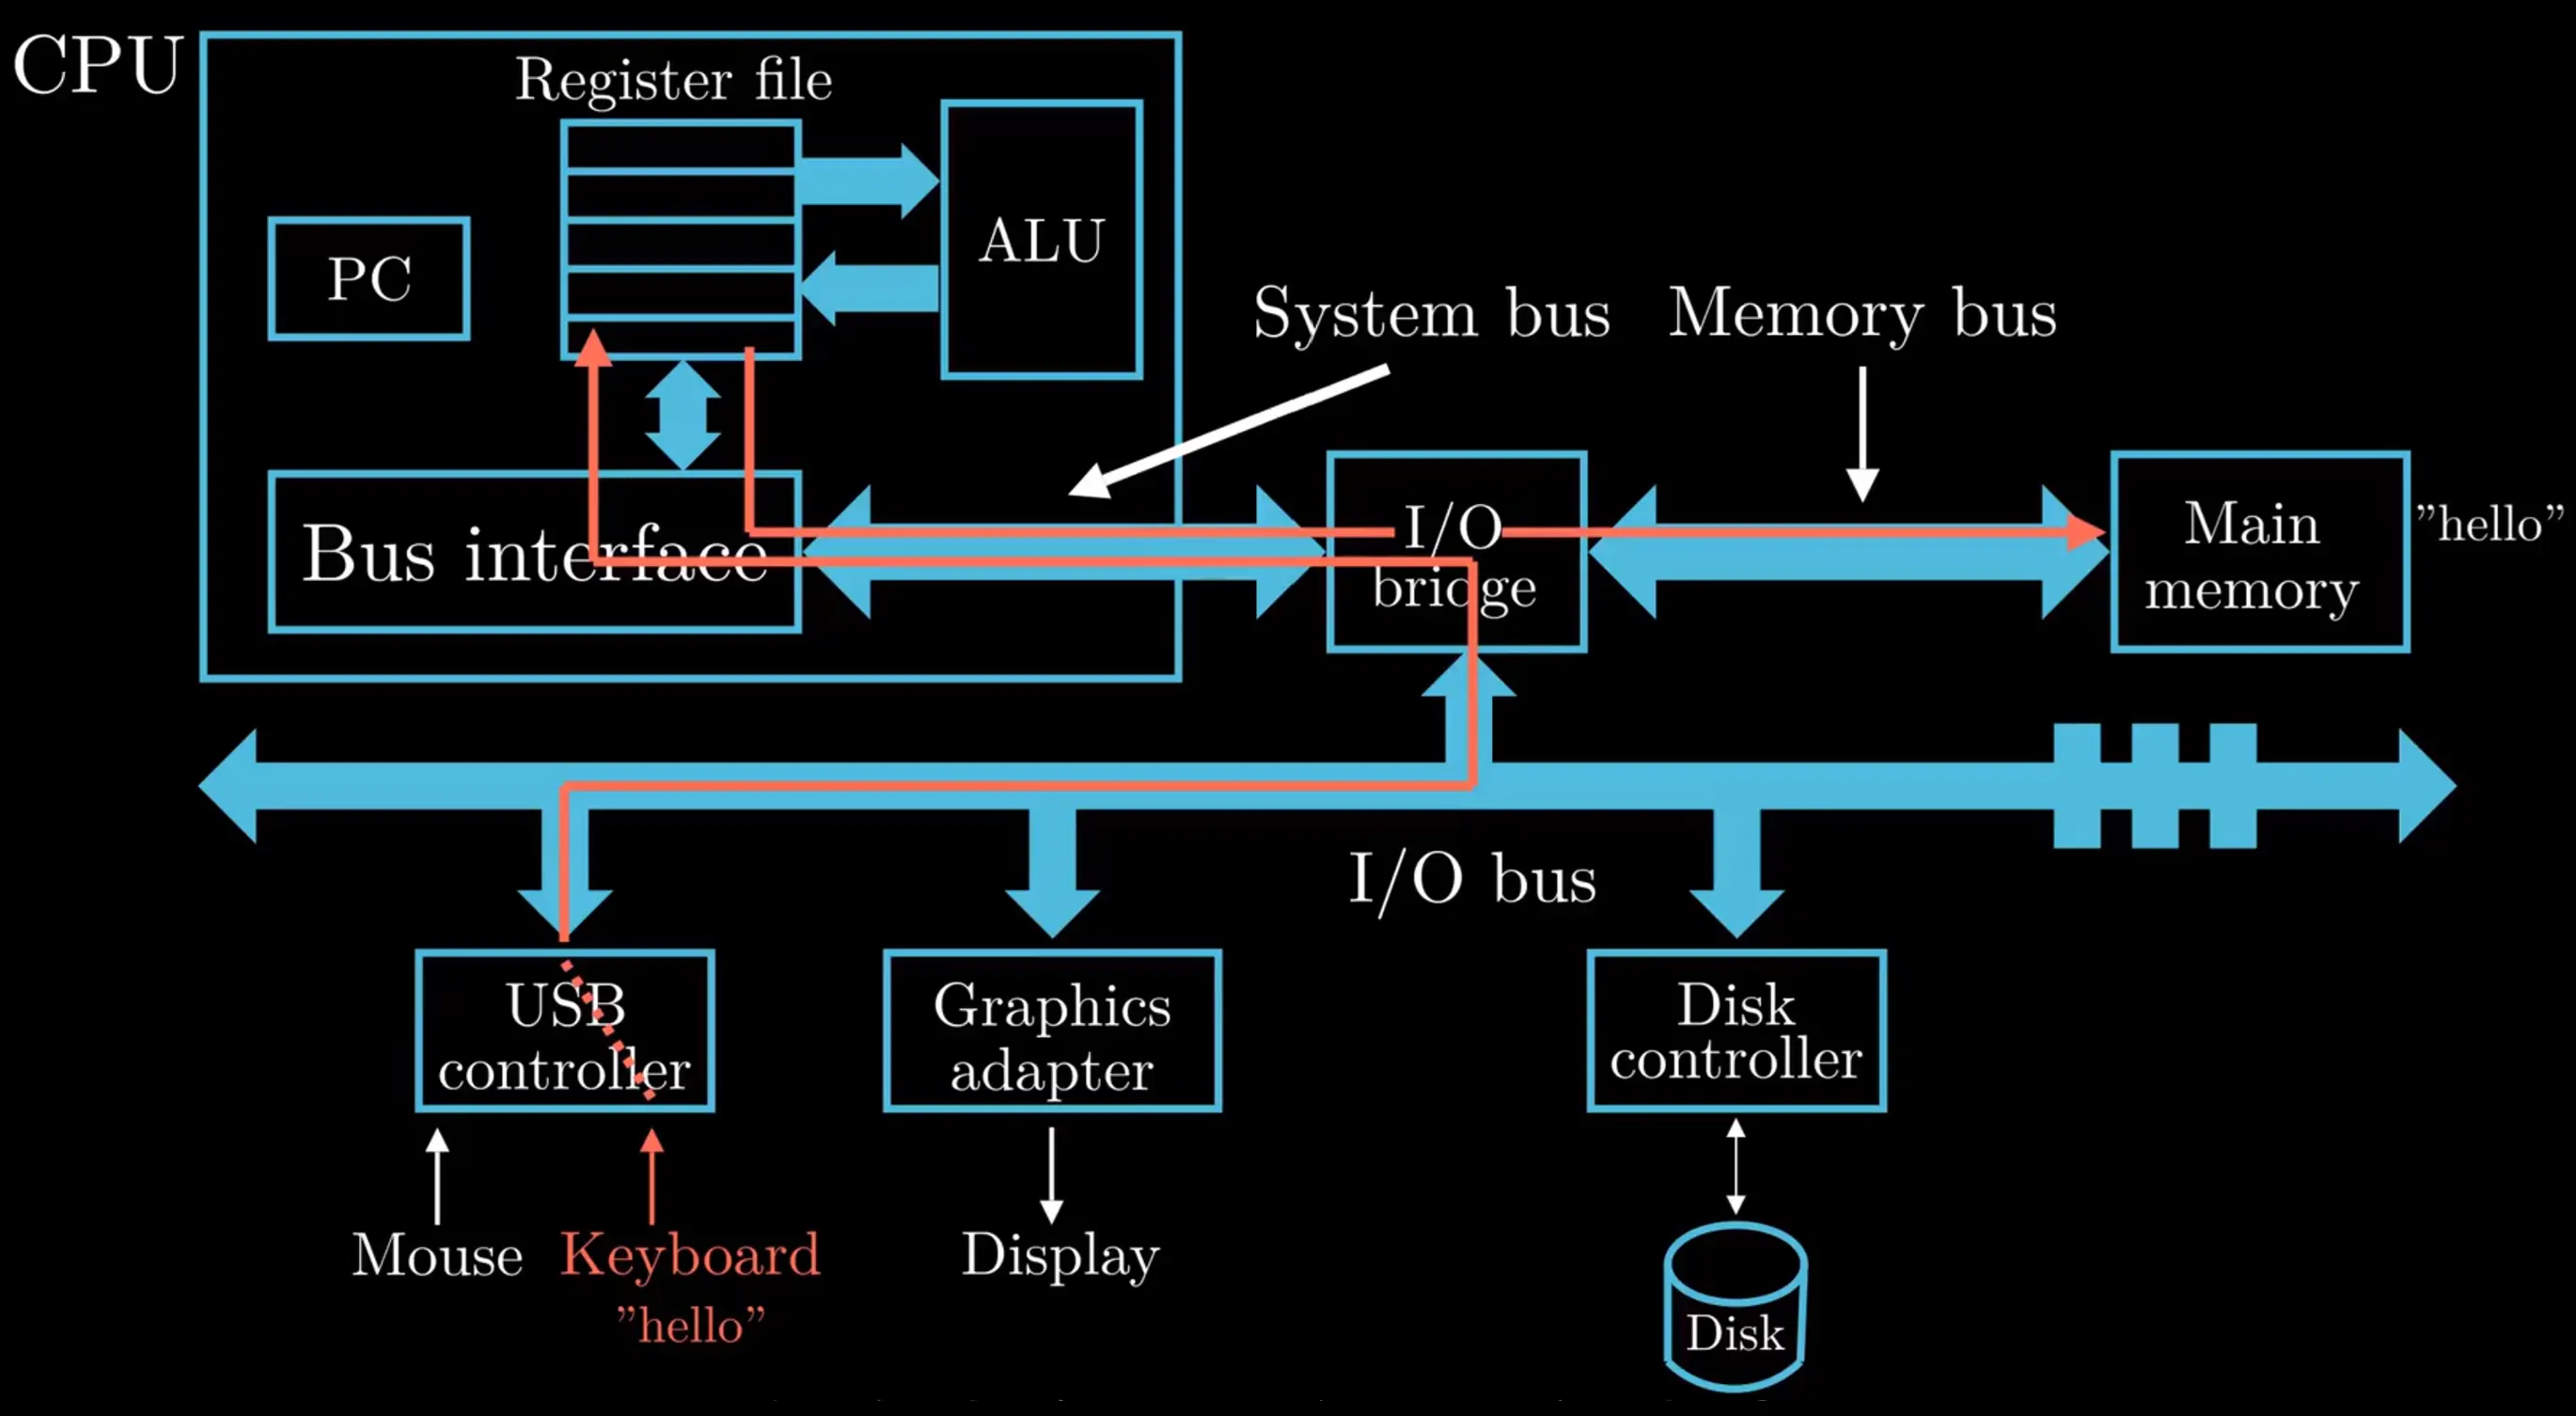 CPU
Register file
PC
ALU
System bus
Memory bus
Bus interface
I/O
bridge
Main
memory
”hello”
I/O bus
USB
controller
Graphics
adapter
Disk
controller
Mouse
Keyboard
”hello”
Display
Disk